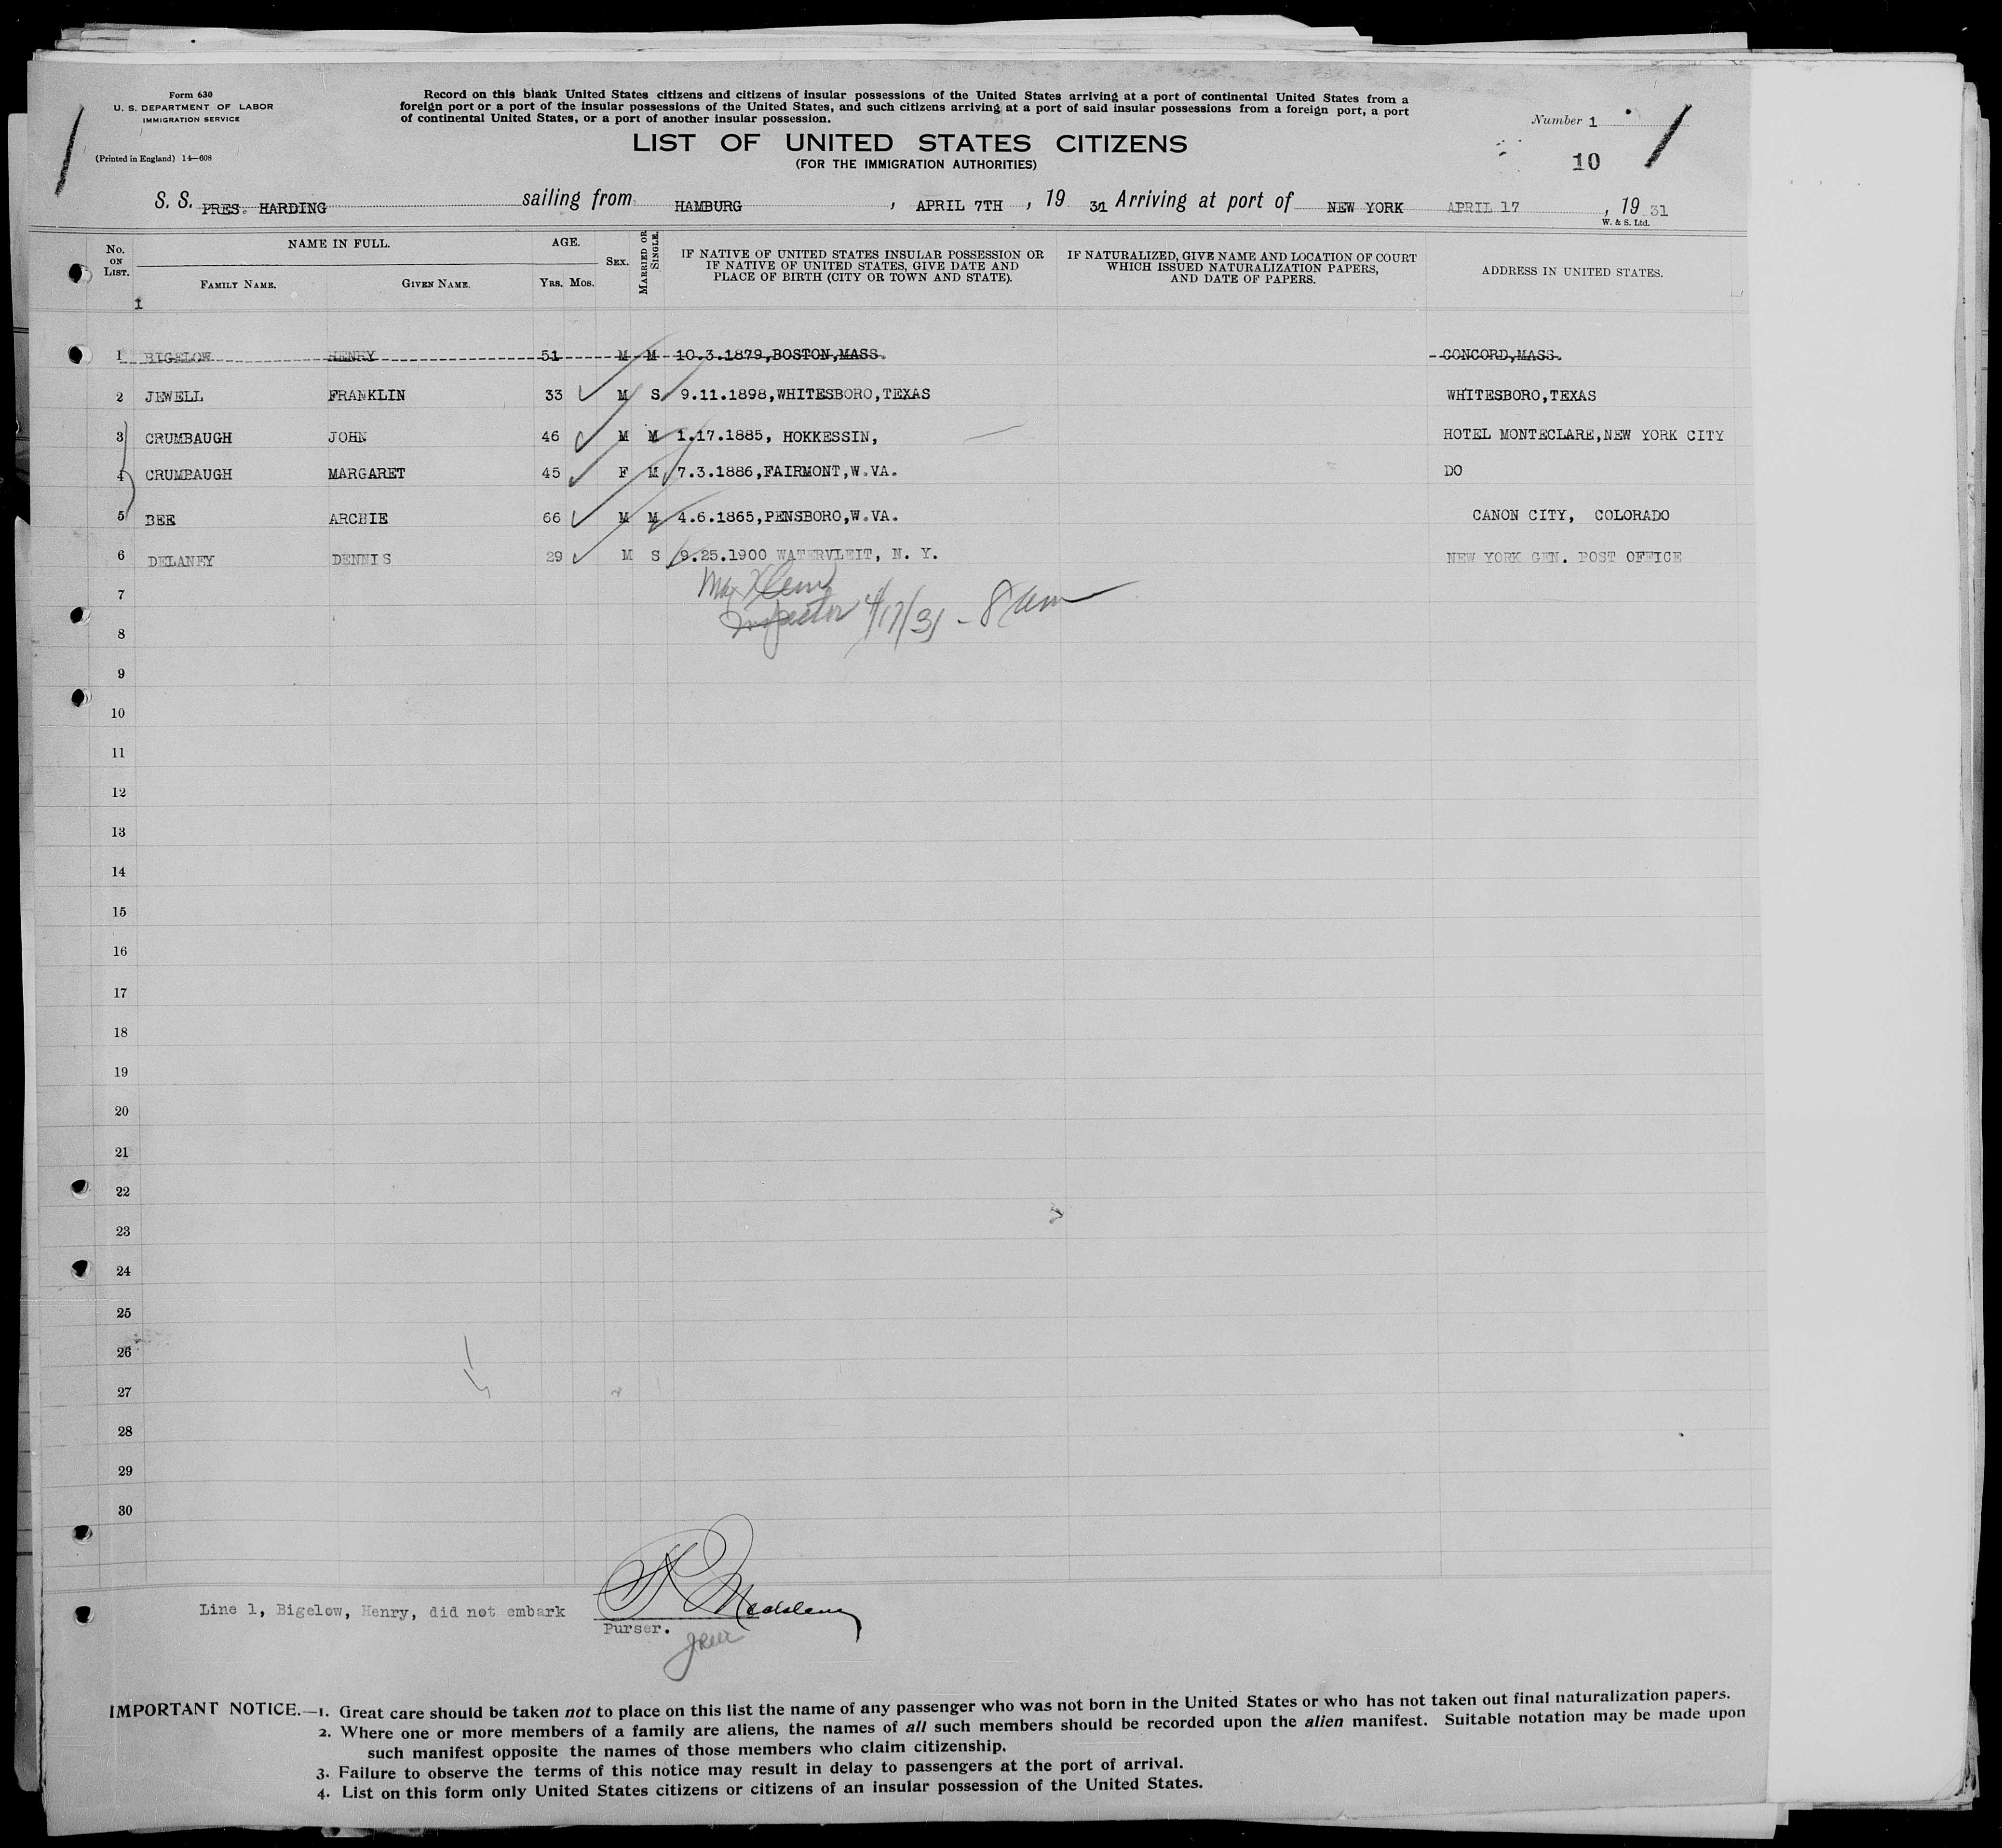 Form 630
U. S. DEPARTMENT OF LABOR
IMMIGRATION SERVICE
(Printed in England) 14—608
Record on this blank United States citizens and citizens of insular possessions of the United States arriving at a port of continental United States from a
foreign port or a port of the insular possessions of the United States, and such citizens arriving at a port of said insular possessions from a foreign port, a port
of continental United States, or a port of another insular possession.
LIST OF UNITED STATES CITIZENS
(FOR THE IMMIGRATION AUTHORITIES)
Number 1
10
S. S. PRES. HARDING sailing from HAMBURG, APRIL 7TH, 19 31 Arriving at port of NEW YORK APRIL 17, 19 31
W. & S. Ltd.
No. ON LIST. NAME IN FULL. FAMILY NAME. GIVEN NAME. AGE. YRS. MOS. SEX. MARRIED OR SINGLE. IF NATIVE OF UNITED STATES INSULAR POSSESSION OR IF NATIVE OF UNITED STATES, GIVE DATE AND PLACE OF BIRTH (CITY OR TOWN AND STATE). IF NATURALIZED, GIVE NAME AND LOCATION OF COURT WHICH ISSUED NATURALIZATION PAPERS, AND DATE OF PAPERS. ADDRESS IN UNITED STATES.
1
1 BIGELOW HENRY 51 M M 10.3.1879,BOSTON,MASS. CONCORD,MASS.
2 JEWELL FRANKLIN 33 M S 9.11.1898,WHITESBORO,TEXAS WHITESBORO,TEXAS
3 CRUMBAUGH JOHN 46 M M 1.17.1885, HOKKESSIN, HOTEL MONTECLARE,NEW YORK CITY
4 CRUMBAUGH MARGARET 45 F M 7.3.1886,FAIRMONT,W.VA. DO
5 BEE ARCHIE 66 M M 4.6.1865,PENSBORO,W.VA. CANON CITY, COLORADO
6 DELANEY DENNIS 29 M S 9.25.1900 WATERVLEIT, N. Y. NEW YORK GEN. POST OFFICE
7 Max Klein
8 Inspector 4/17/31 - 8 am
9
10
11
12
13
14
15
16
17
18
19
20
21
22
23
24
25
26
27
28
29
30
Line 1, Bigelow, Henry, did not embark
Purser.
IMPORTANT NOTICE.—1. Great care should be taken not to place on this list the name of any passenger who was not born in the United States or who has not taken out final naturalization papers.
2. Where one or more members of a family are aliens, the names of all such members should be recorded upon the alien manifest. Suitable notation may be made upon
such manifest opposite the names of those members who claim citizenship.
3. Failure to observe the terms of this notice may result in delay to passengers at the port of arrival.
4. List on this form only United States citizens or citizens of an insular possession of the United States.